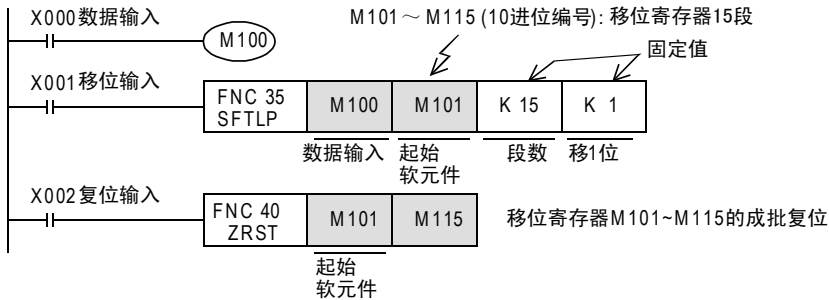 X000数据输入
M101～M115 (10进位编号): 移位寄存器15段
M100
固定值
X001移位输入
FNC 35
SFTLP
M100
M101
K 15
K 1
数据输入
起始
软元件
段数
移1位
X002复位输入
FNC 40
ZRST
M101
M115
移位寄存器M101~M115的成批复位
起始
软元件